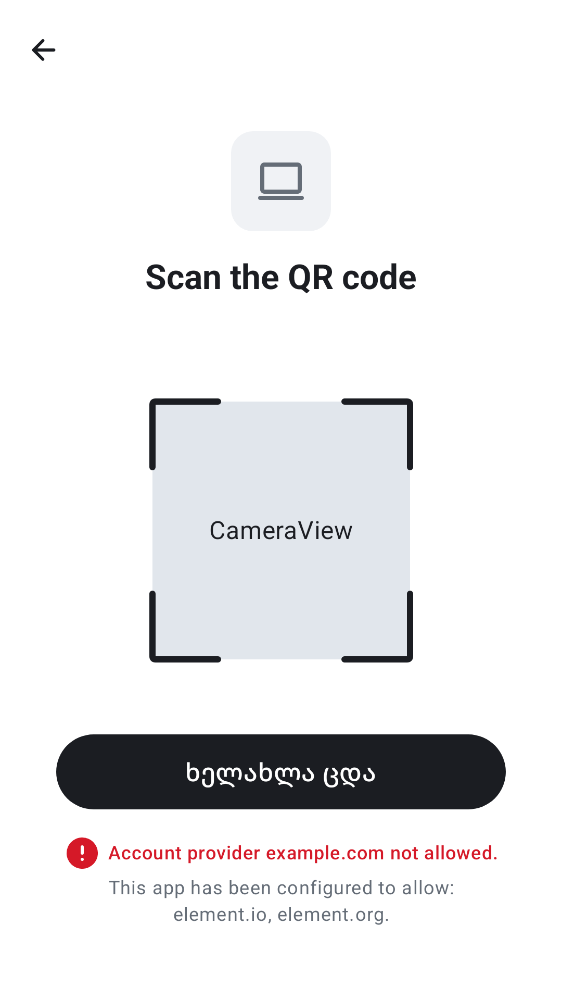 Scan the QR code
CameraView
ხელახლა ცდა
Account provider example.com not allowed.
This app has been configured to allow:
element.io, element.org.